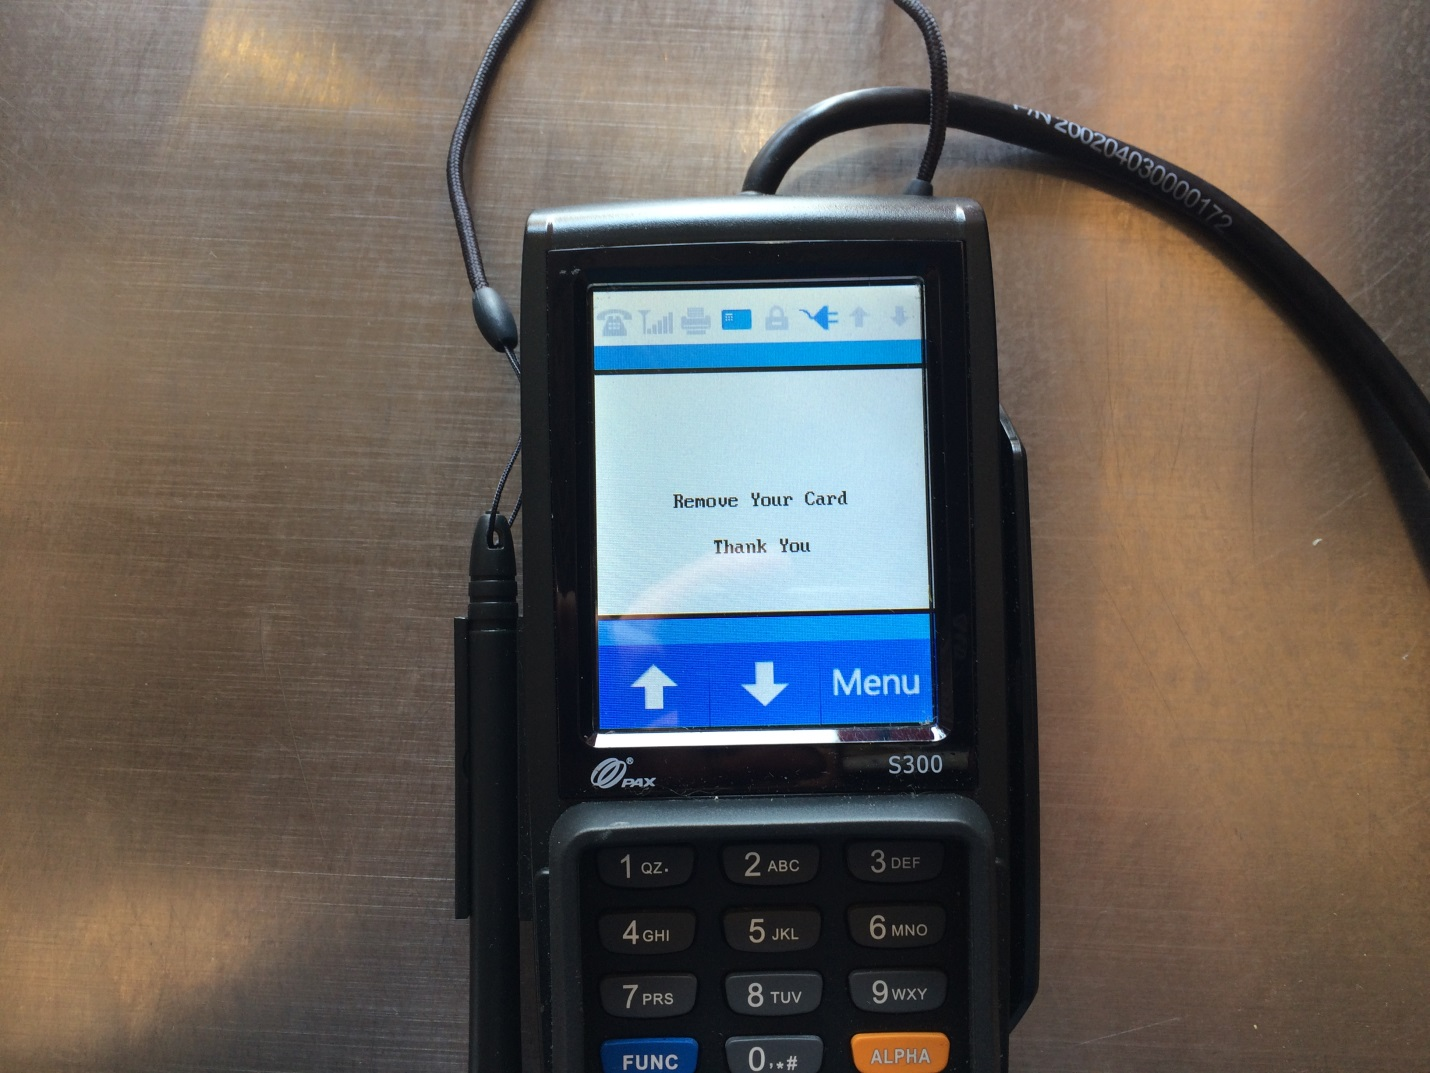 P/N 200204030000172
Remove Your Card
Thank You
Menu
PAX®
S300
1 QZ.
2 ABC
3 DEF
4 GHI
5 JKL
6 MNO
7 PRS
8 TUV
9 WXY
FUNC
0,*#
ALPHA